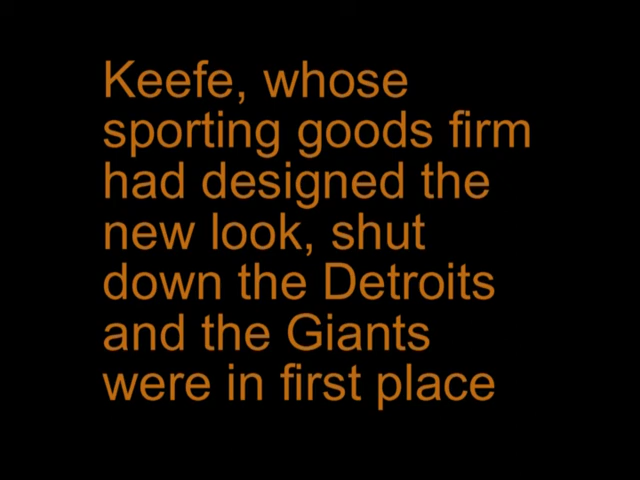 Keefe, whose
sporting goods firm
had designed the
new look, shut
down the Detroits
and the Giants
were in first place